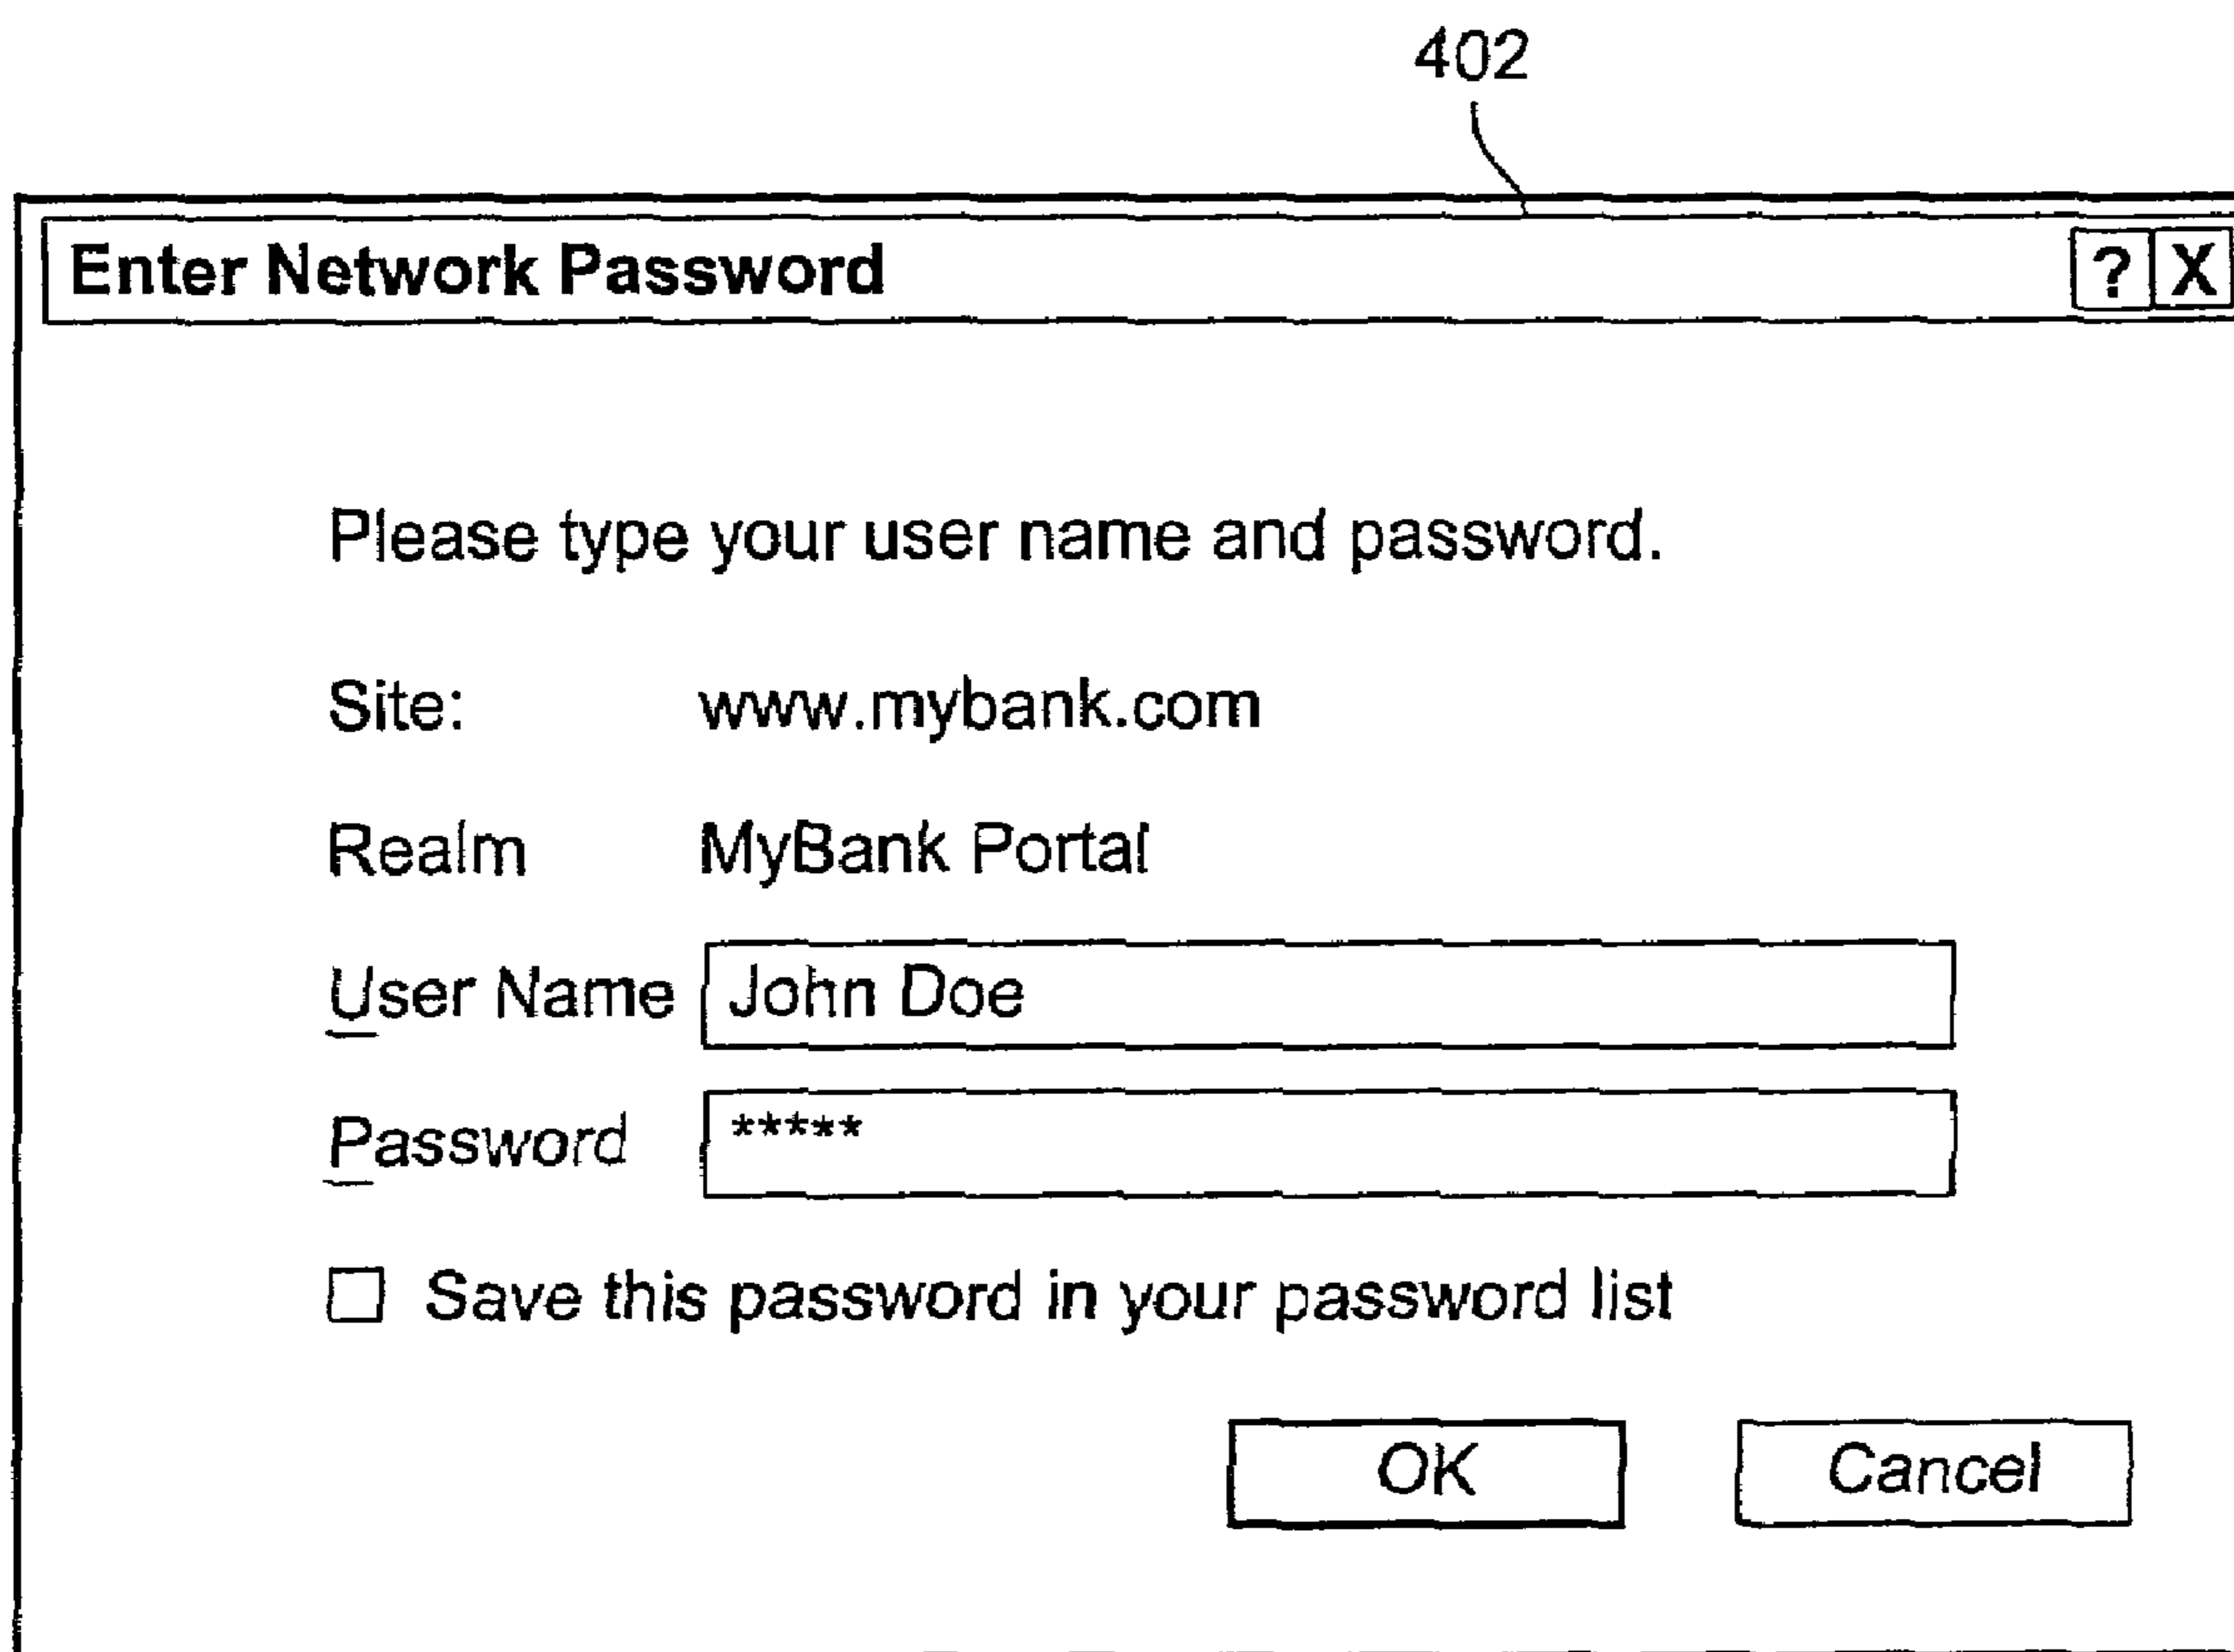 402
Enter Network Password ? X
Please type your user name and password.
Site: www.mybank.com
Realm MyBank Portal
User Name John Doe
Password *****
Save this password in your password list
OK Cancel